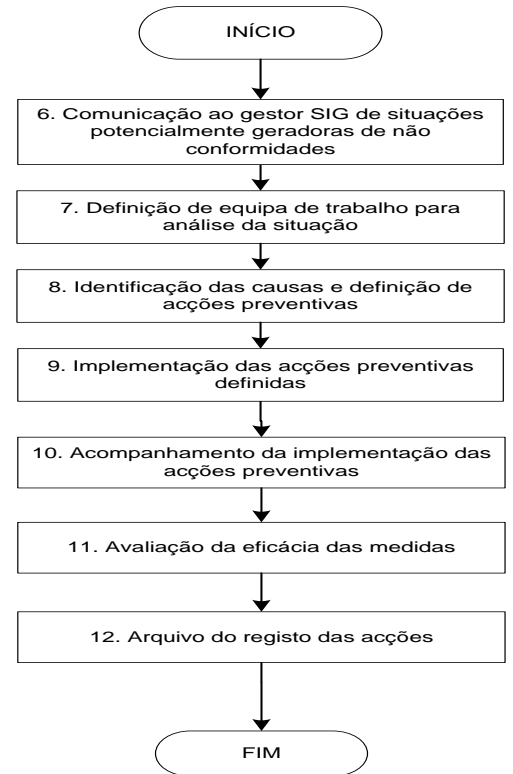 INÍCIO
6. Comunicação ao gestor SIG de situações
potencialmente geradoras de não
conformidades
7. Definição de equipa de trabalho para
análise da situação
8. Identificação das causas e definição de
acções preventivas
9. Implementação das acções preventivas
definidas
10. Acompanhamento da implementação das
acções preventivas
11. Avaliação da eficácia das medidas
12. Arquivo do registo das acções
FIM